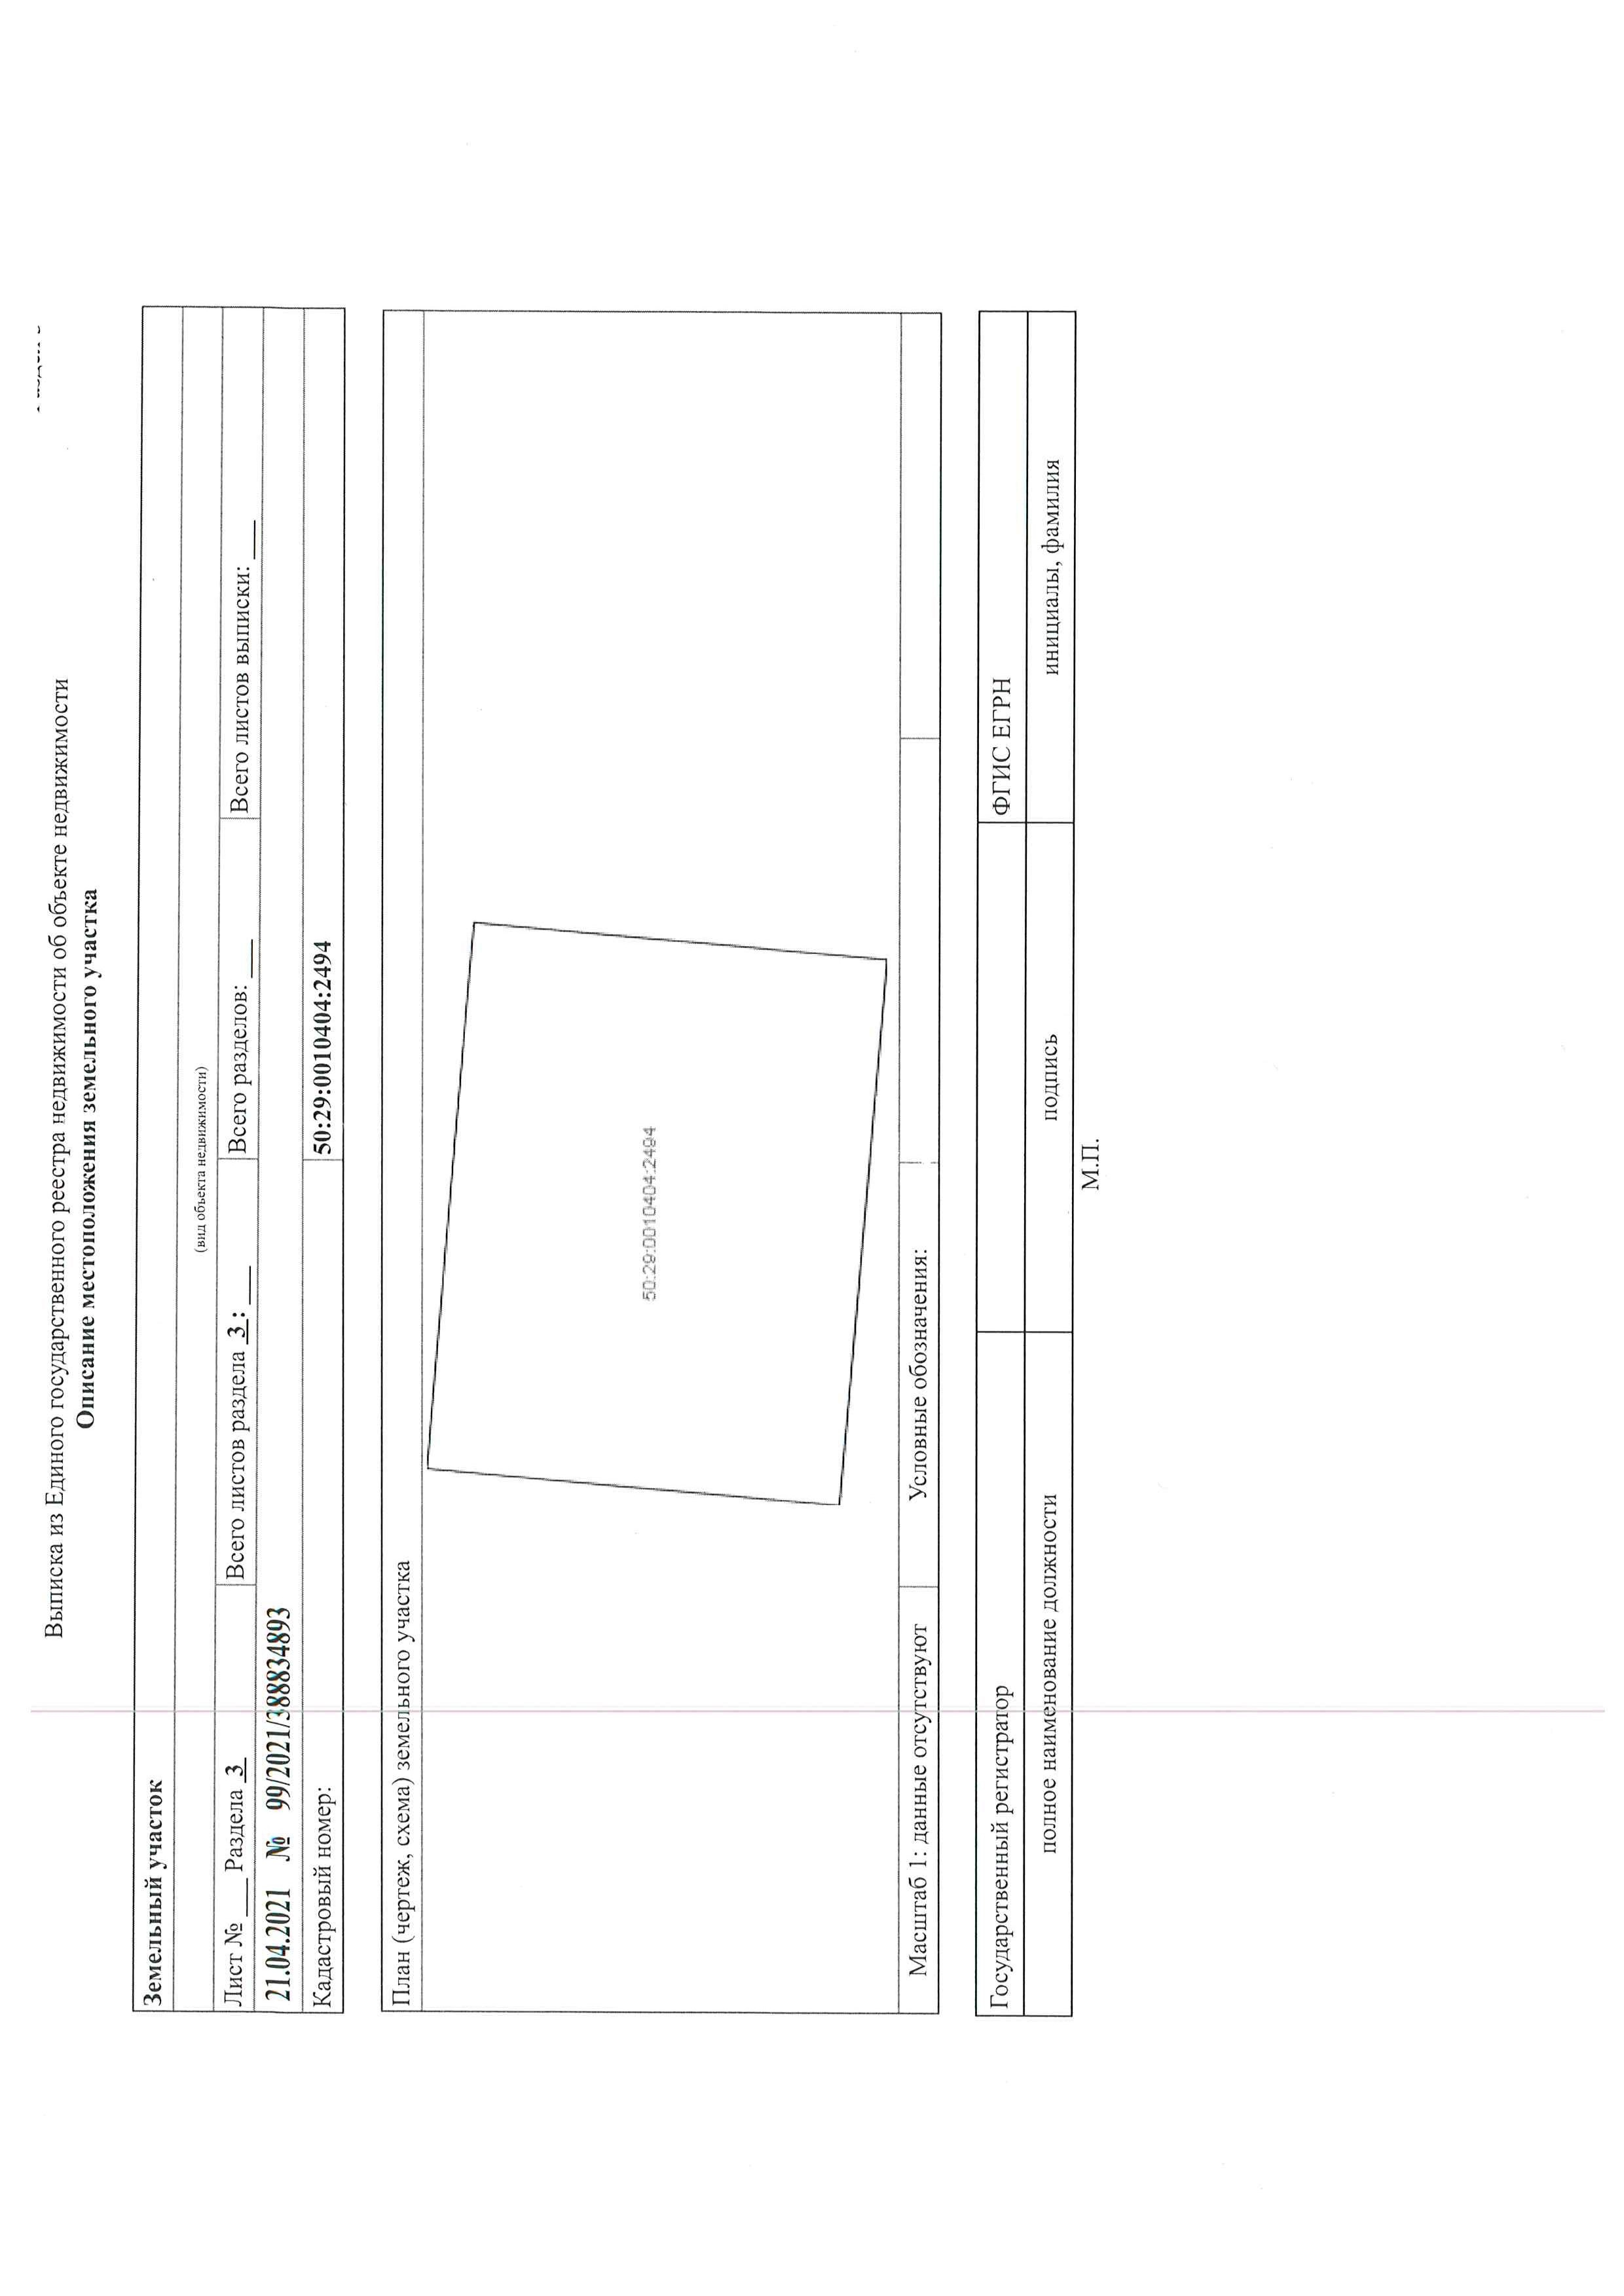 Выписка из Единого государственного реестра недвижимости об объекте недвижимости
Описание местоположения земельного участка
Земельный участок
(вид объекта недвижимости)
Лист № ___ Раздела 3 Всего листов раздела 3: ___ Всего разделов: ___ Всего листов выписки: ___
21.04.2021 № 99/2021/388834893
Кадастровый номер: 50:29:0010404:2494
План (чертеж, схема) земельного участка
50:29:0010404:2494
Масштаб 1: данные отсутствуют Условные обозначения:
Государственный регистратор ФГИС ЕГРН
полное наименование должности подпись инициалы, фамилия
М.П.